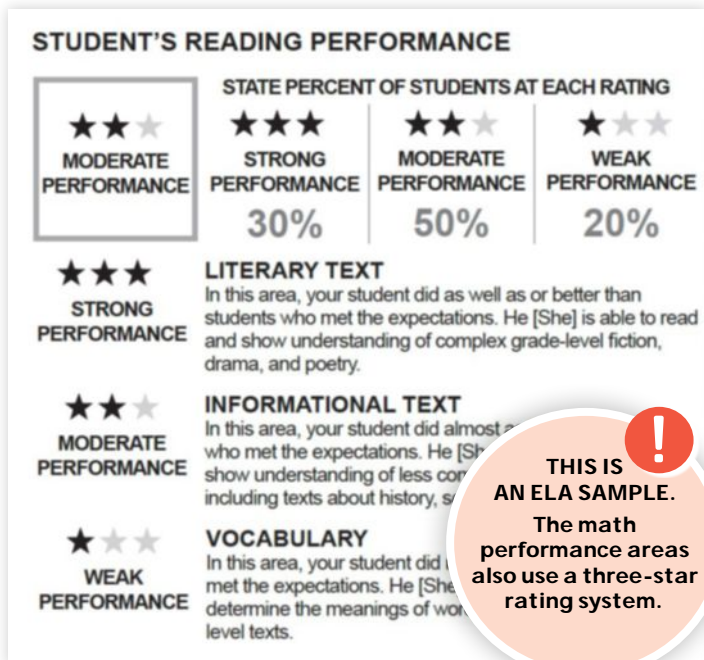 STUDENT'S READING PERFORMANCE
STATE PERCENT OF STUDENTS AT EACH RATING
MODERATE
PERFORMANCE
STRONG
PERFORMANCE
30%
MODERATE
PERFORMANCE
50%
WEAK
PERFORMANCE
20%
STRONG
PERFORMANCE
LITERARY TEXT
In this area, your student did as well as or better than
students who met the expectations. He [She] is able to read
and show understanding of complex grade-level fiction,
drama, and poetry.
MODERATE
PERFORMANCE
INFORMATIONAL TEXT
In this area, your student did almost
who met the expectations. He
show understanding of less
including texts about history,
WEAK
PERFORMANCE
VOCABULARY
In this area, your student did
met the expectations. He [She
determine the meanings of
level texts.
!
THIS IS
AN ELA SAMPLE.
The math
performance areas
also use a three-star
rating system.